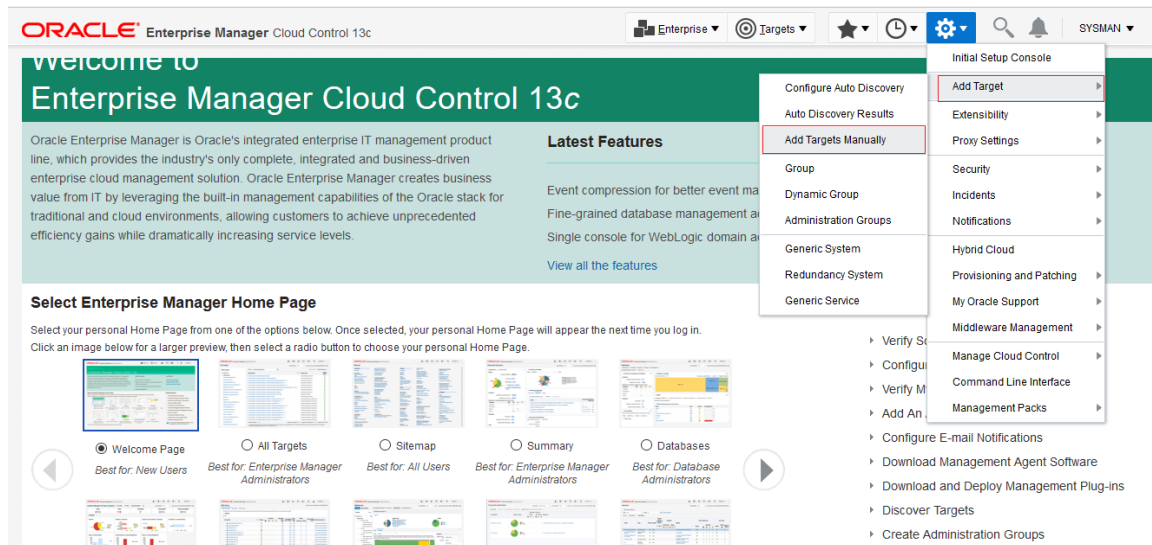 ORACLE Enterprise Manager Cloud Control 13c
Enterprise
Targets
SYSMAN
Welcome to
Enterprise Manager Cloud Control 13c
Oracle Enterprise Manager is Oracle's integrated enterprise IT management product
line, which provides the industry's only complete, integrated and business-driven
enterprise cloud management solution. Oracle Enterprise Manager creates business
value from IT by leveraging the built-in management capabilities of the Oracle stack for
traditional and cloud environments, allowing customers to achieve unprecedented
efficiency gains while dramatically increasing service levels.
Latest Features
Event compression for better event
Fine-grained database management
Single console for WebLogic domain
View all the features
Configure Auto Discovery
Auto Discovery Results
Add Targets Manually
Group
Dynamic Group
Administration Groups
Generic System
Redundancy System
Generic Service
Initial Setup Console
Add Target
Extensibility
Proxy Settings
Security
Incidents
Notifications
Hybrid Cloud
Provisioning and Patching
My Oracle Support
Middleware Management
Manage Cloud Control
Command Line Interface
Management Packs
Select Enterprise Manager Home Page
Select your personal Home Page from one of the options below. Once selected, your personal Home Page will appear the next time you log in.
Click an image below for a larger preview, then select a radio button to choose your personal Home Page.
Welcome Page
Best for: New Users
All Targets
Best for: Enterprise Manager
Administrators
Sitemap
Best for: All Users
Summary
Best for: Enterprise Manager
Administrators
Databases
Best for: Database
Administrators
Verify
Verify
Add An
Configure E-mail Notifications
Download Management Agent Software
Download and Deploy Management Plug-ins
Discover Targets
Create Administration Groups